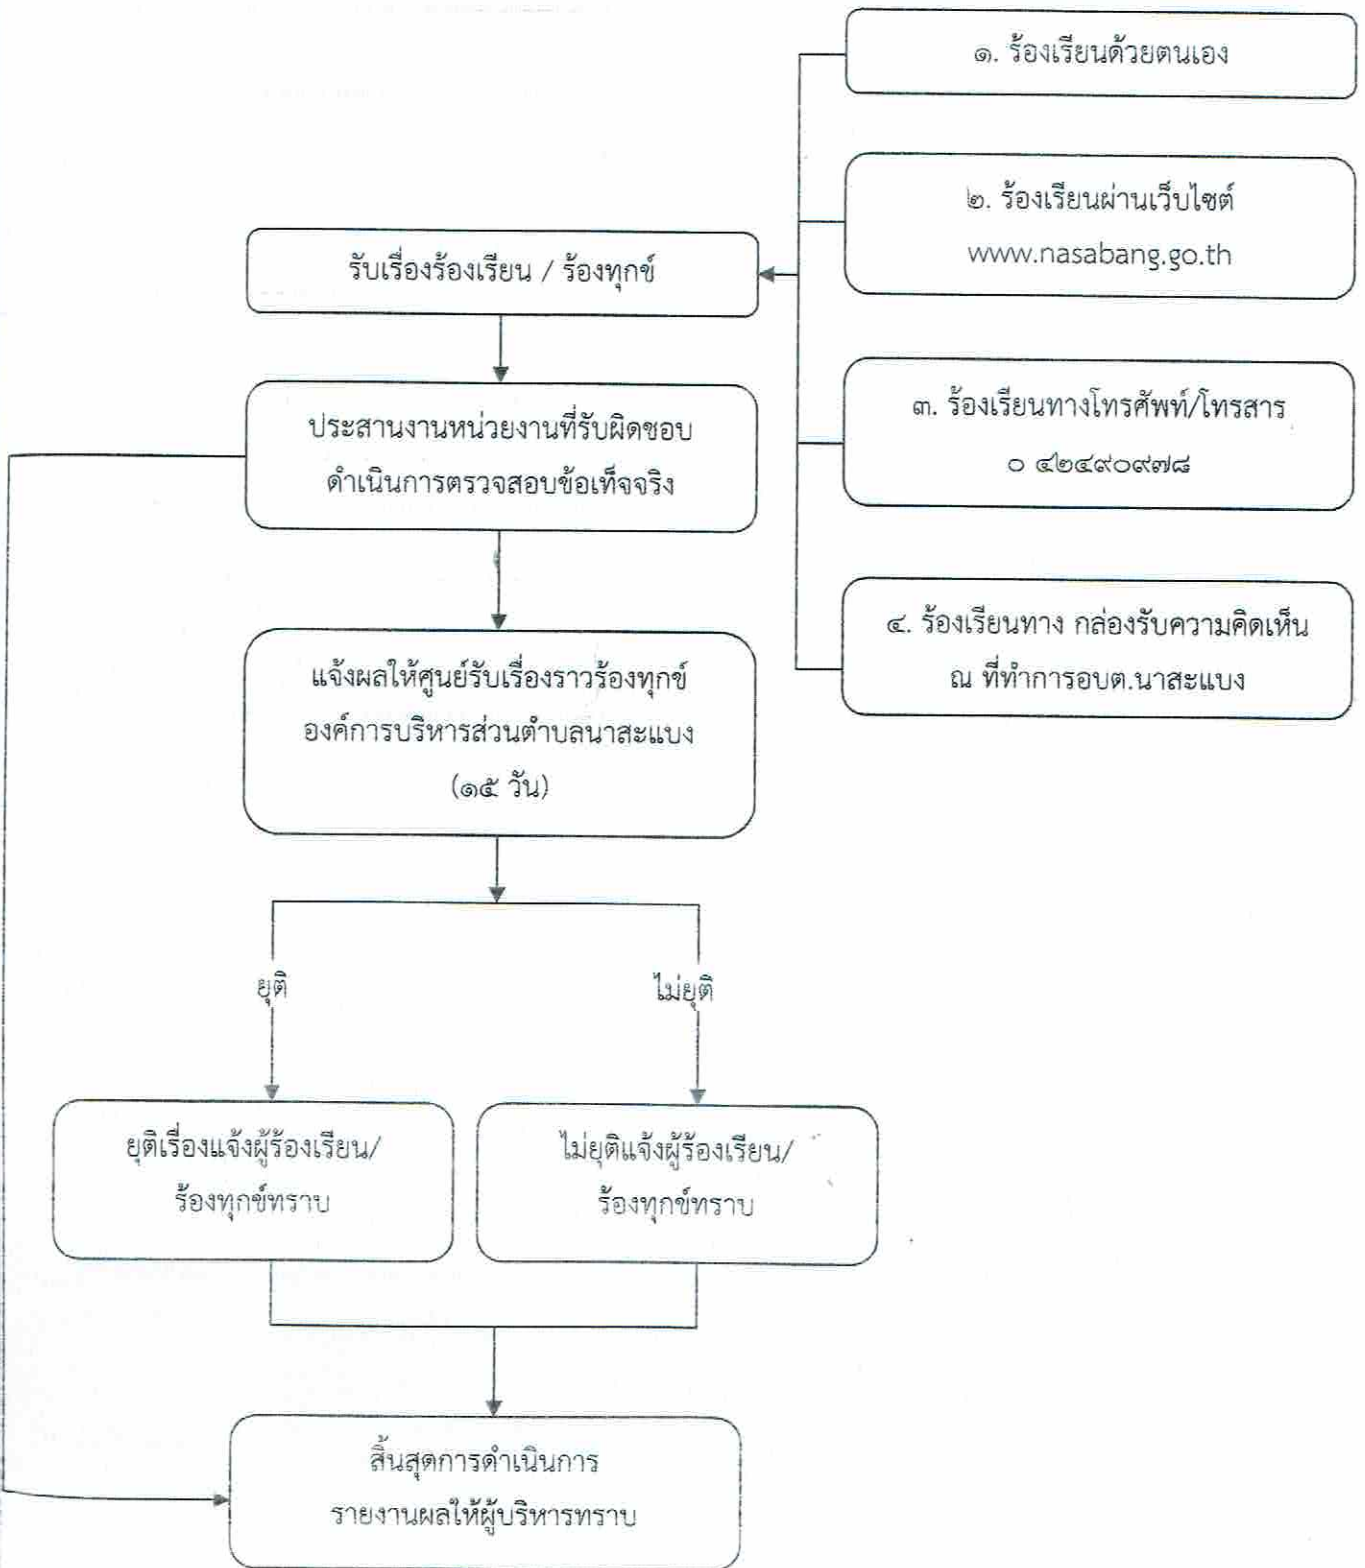 ๑. ร้องเรียนด้วยตนเอง
๒. ร้องเรียนผ่านเว็บไซต์
www.nasabang.go.th
๓. ร้องเรียนทางโทรศัพท์/โทรสาร
๐ ๔๒๔๙๐๙๗๘
๔. ร้องเรียนทาง กล่องรับความคิดเห็น
ณ ที่ทำการอบต.นาสะแบง
รับเรื่องร้องเรียน / ร้องทุกข์
ประสานงานหน่วยงานที่รับผิดชอบ
ดำเนินการตรวจสอบข้อเท็จจริง
แจ้งผลให้ศูนย์รับเรื่องราวร้องทุกข์
องค์การบริหารส่วนตำบลนาสะแบง
(๑๕ วัน)
ยุติ
ไม่ยุติ
ยุติเรื่องแจ้งผู้ร้องเรียน/
ร้องทุกข์ทราบ
ไม่ยุติแจ้งผู้ร้องเรียน/
ร้องทุกข์ทราบ
สิ้นสุดการดำเนินการ
รายงานผลให้ผู้บริหารทราบ